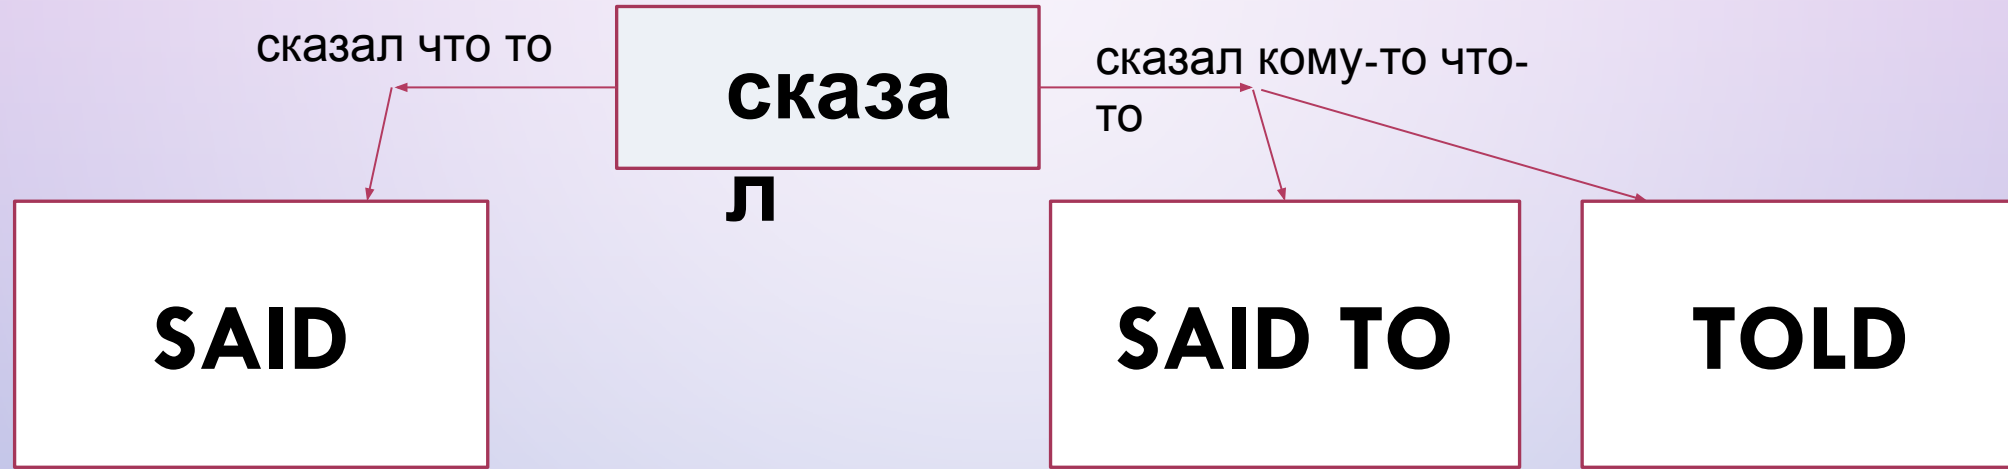 сказал что то
сказа
л
сказал кому-то что-
то
SAID
SAID TO
TOLD